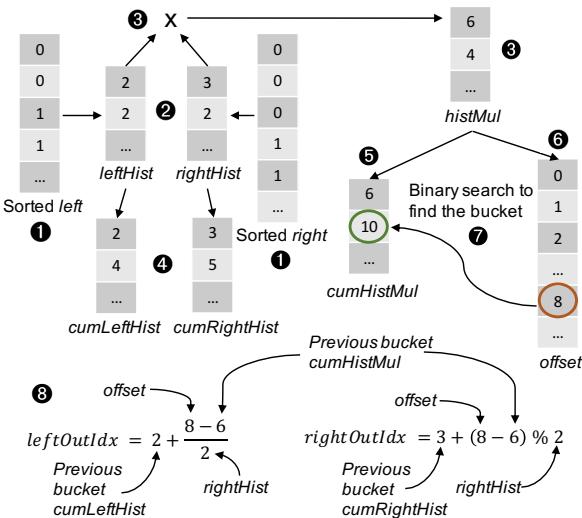 ❸ X
0
0
1
1
...
Sorted left
❶
2
2
...
leftHist
❷
3
2
...
rightHist
0
0
0
1
1
...
Sorted right
❶
6
4
...
❸
histMul
2
4
...
cumLeftHist
❹
3
5
...
cumRightHist
❺
6
10
...
cumHistMul
Binary search to
find the bucket
❼
❻
0
1
2
...
8
...
offset
Previous bucket
cumHistMul
❽
offset
leftOutIdx = 2 + (8 − 6) / 2
Previous
bucket
cumLeftHist
rightHist
offset
rightOutIdx = 3 + (8 − 6) % 2
Previous
bucket
cumRightHist
rightHist